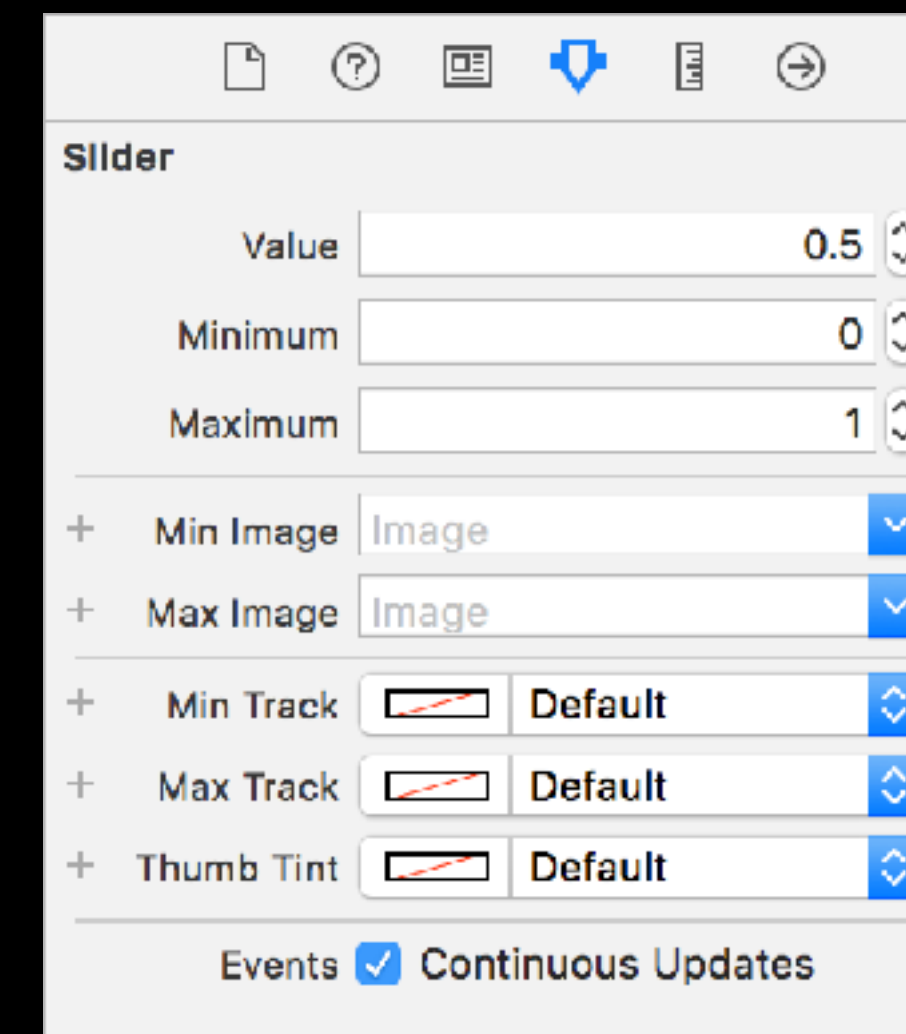 Slider
Value 0.5
Minimum 0
Maximum 1
+ Min Image Image
+ Max Image Image
+ Min Track Default
+ Max Track Default
+ Thumb Tint Default
Events Continuous Updates